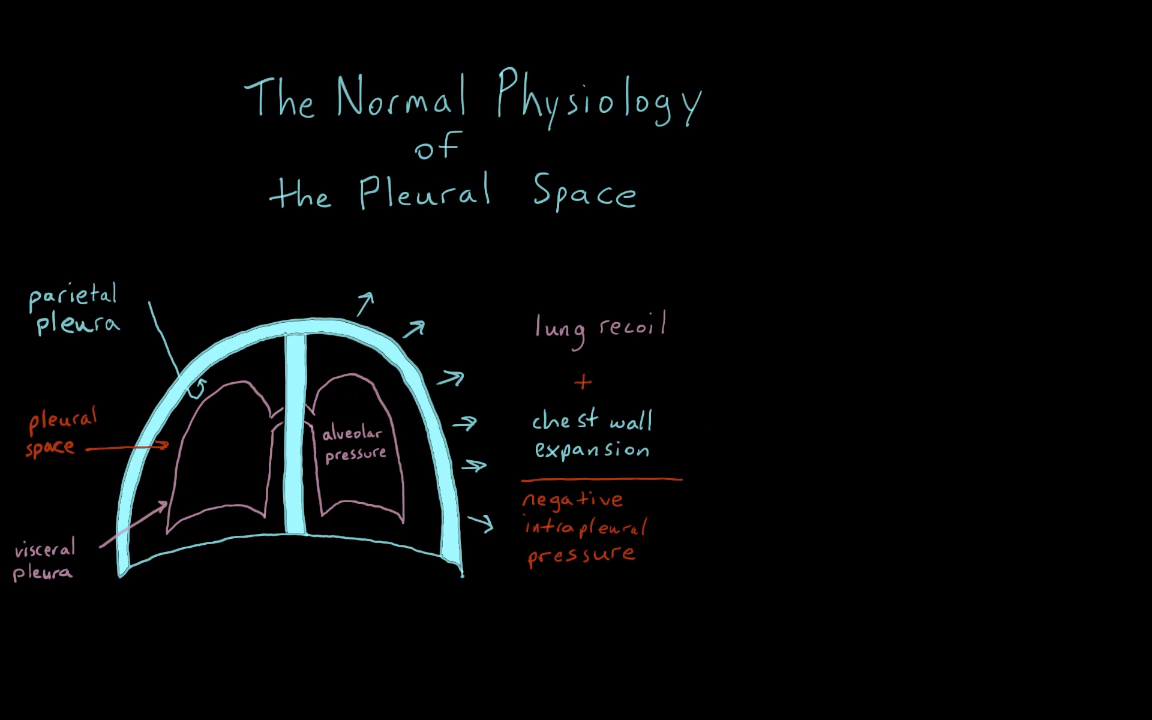 The Normal Physiology
of
the Pleural Space
parietal
pleura
pleural
space
visceral
pleura
alveolar
pressure
lung recoil
+
chest wall
expansion
negative
intrapleural
pressure